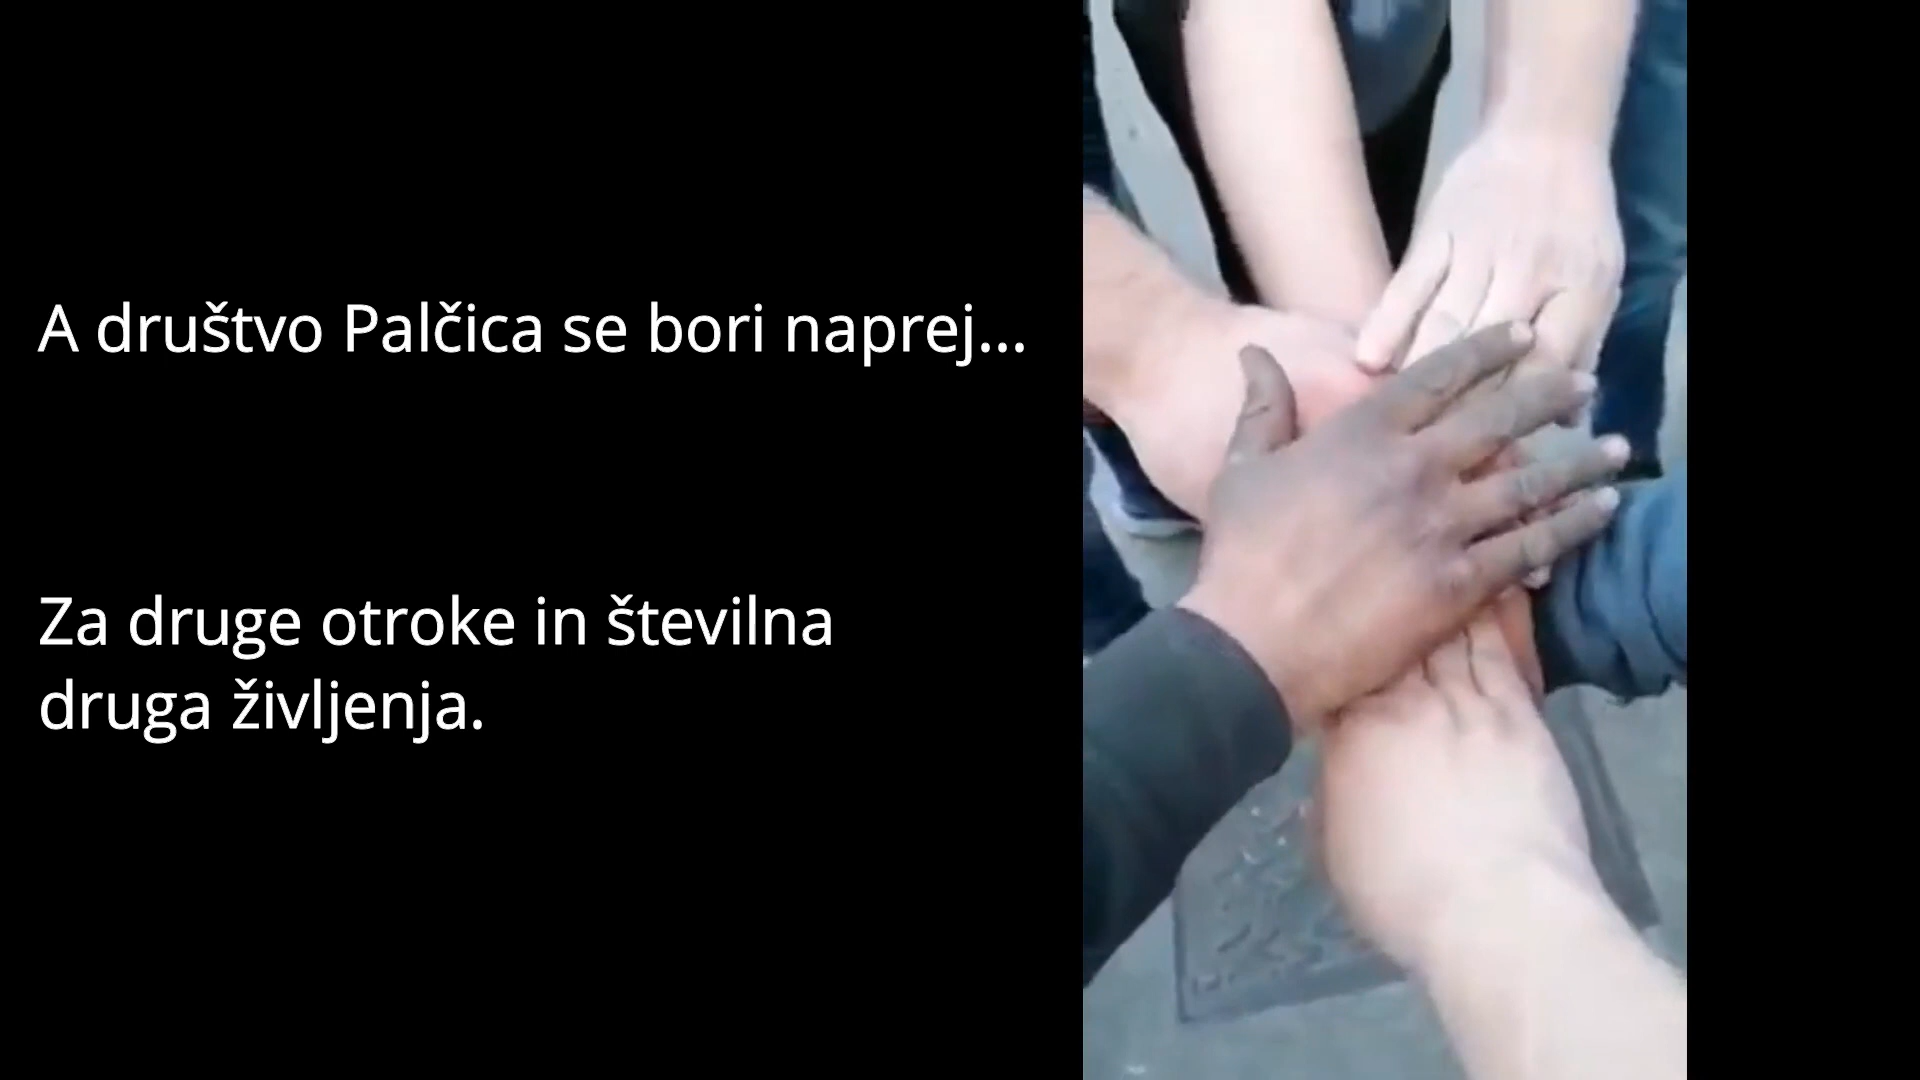 A društvo Palčica se bori naprej...
Za druge otroke in številna
druga življenja.